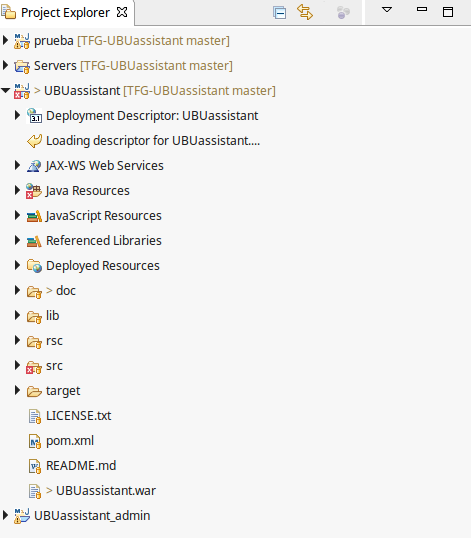 Project Explorer
prueba [TFG-UBUassistant master]
Servers [TFG-UBUassistant master]
> UBUassistant [TFG-UBUassistant master]
Deployment Descriptor: UBUassistant
Loading descriptor for UBUassistant....
JAX-WS Web Services
Java Resources
JavaScript Resources
Referenced Libraries
Deployed Resources
> doc
lib
rsc
src
target
LICENSE.txt
pom.xml
README.md
> UBUassistant.war
UBUassistant_admin